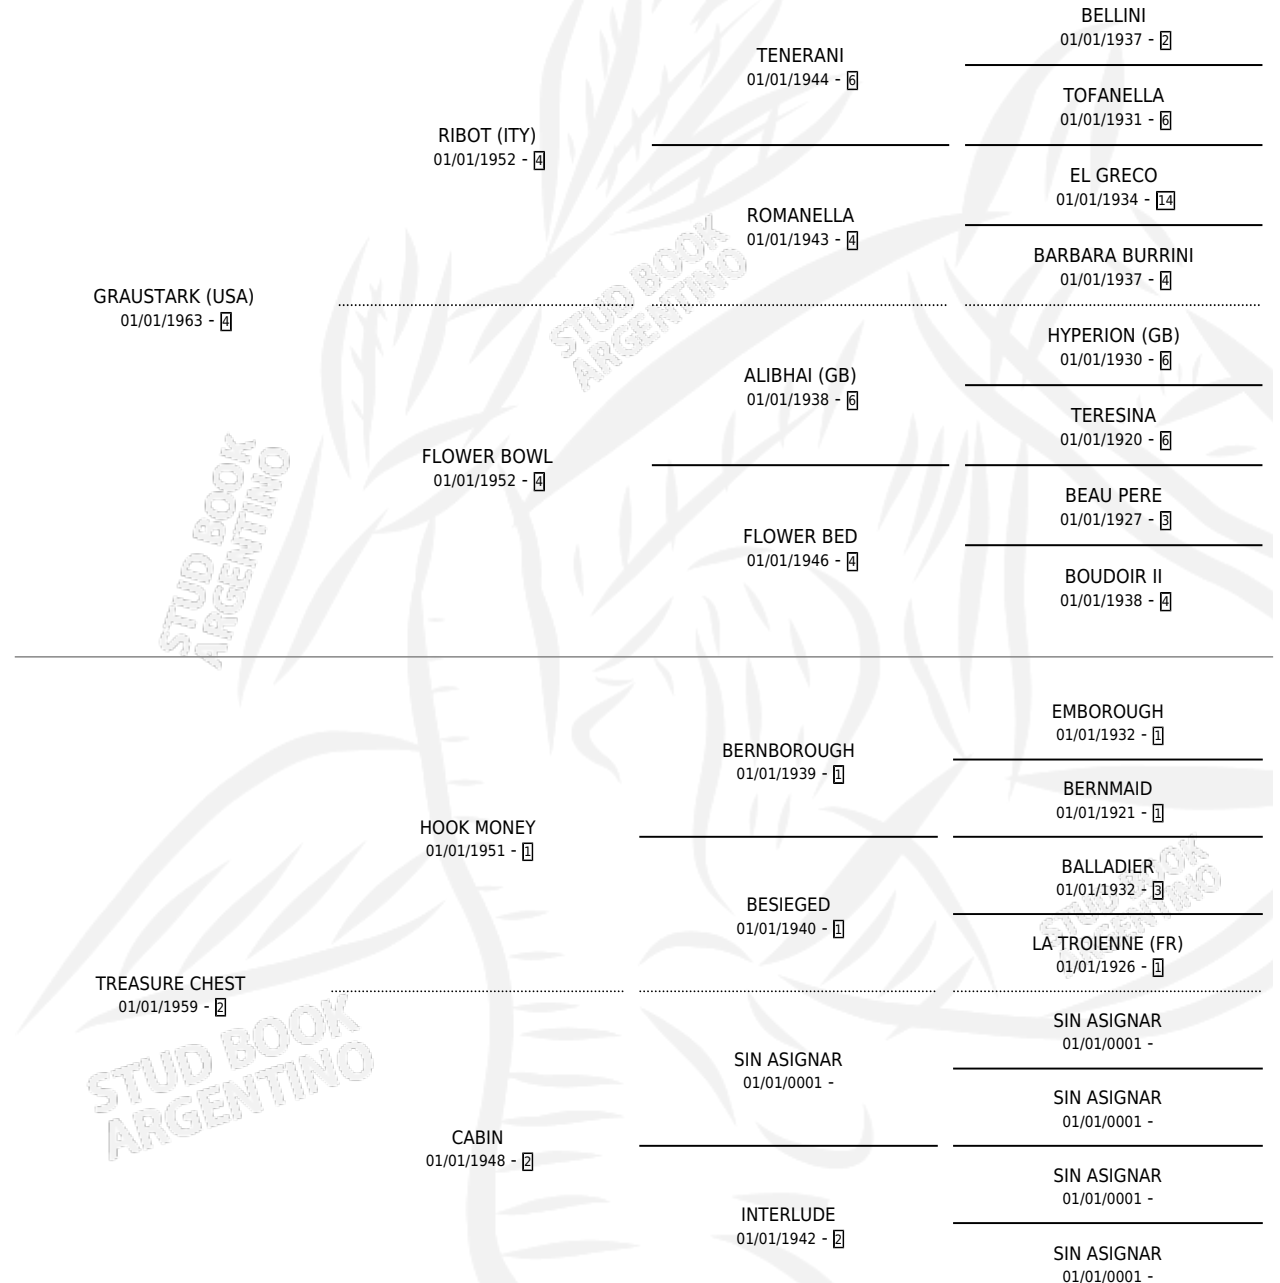 BELLINI
01/01/1937 - 2
TENERANI
01/01/1944 - 6
TOFANELLA
01/01/1931 - 6
RIBOT (ITY)
01/01/1952 - 4
EL GRECO
01/01/1934 - 14
ROMANELLA
01/01/1943 - 4
BARBARA BURRINI
01/01/1937 - 4
GRAUSTARK (USA)
01/01/1963 - 4
HYPERION (GB)
01/01/1930 - 6
ALIBHAI (GB)
01/01/1938 - 6
TERESINA
01/01/1920 - 6
FLOWER BOWL
01/01/1952 - 4
BEAU PERE
01/01/1927 - 3
FLOWER BED
01/01/1946 - 4
BOUDOIR II
01/01/1938 - 4
EMBOROUGH
01/01/1932 - 1
BERNBOROUGH
01/01/1939 - 1
BERNMAID
01/01/1921 - 1
HOOK MONEY
01/01/1951 - 1
BALLADIER
01/01/1932 - 3
BESIEGED
01/01/1940 - 1
LA TROIENNE (FR)
01/01/1926 - 1
TREASURE CHEST
01/01/1959 - 2
SIN ASIGNAR
01/01/0001 -
SIN ASIGNAR
01/01/0001 -
SIN ASIGNAR
01/01/0001 -
CABIN
01/01/1948 - 2
SIN ASIGNAR
01/01/0001 -
INTERLUDE
01/01/1942 - 2
SIN ASIGNAR
01/01/0001 -
STUD BOOK
ARGENTINO
STUD BOOK
ARGENTINO
STUD BOOK
ARGENTINO
STUD BOOK
ARGENTINO